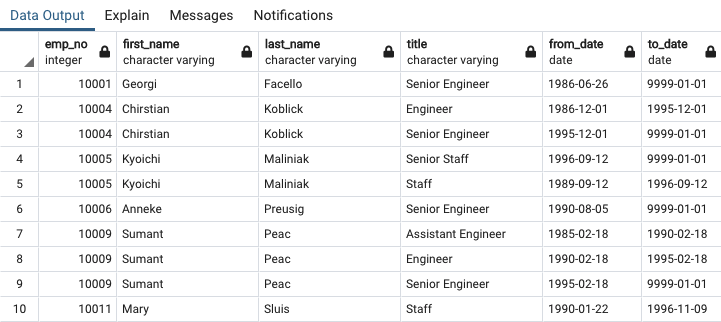 Data Output Explain Messages Notifications
emp_no first_name last_name title from_date to_date
integer character varying character varying character varying date date
1 10001 Georgi Facello Senior Engineer 1986-06-26 9999-01-01
2 10004 Chirstian Koblick Engineer 1986-12-01 1995-12-01
3 10004 Chirstian Koblick Senior Engineer 1995-12-01 9999-01-01
4 10005 Kyoichi Maliniak Senior Staff 1996-09-12 9999-01-01
5 10005 Kyoichi Maliniak Staff 1989-09-12 1996-09-12
6 10006 Anneke Preusig Senior Engineer 1990-08-05 9999-01-01
7 10009 Sumant Peac Assistant Engineer 1985-02-18 1990-02-18
8 10009 Sumant Peac Engineer 1990-02-18 1995-02-18
9 10009 Sumant Peac Senior Engineer 1995-02-18 9999-01-01
10 10011 Mary Sluis Staff 1990-01-22 1996-11-09